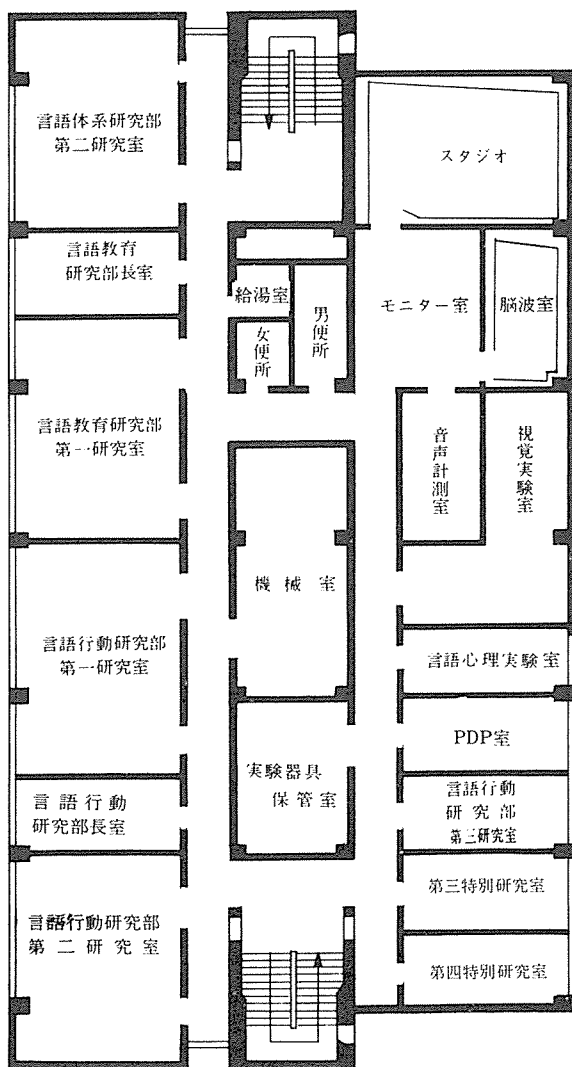 言語体系研究部
第二研究室
スタジオ
言語教育
研究部長室
給湯室
男便所
女便所
モニター室
脳波室
言語教育研究部
第一研究室
音声計測室
視覚実験室
機械室
言語行動研究部
第一研究室
言語心理実験室
PDP室
実験器具
保管室
言語行動
研究部長室
言語行動
研究部
第三研究室
第三特別研究室
言語行動研究部
第二研究室
第四特別研究室